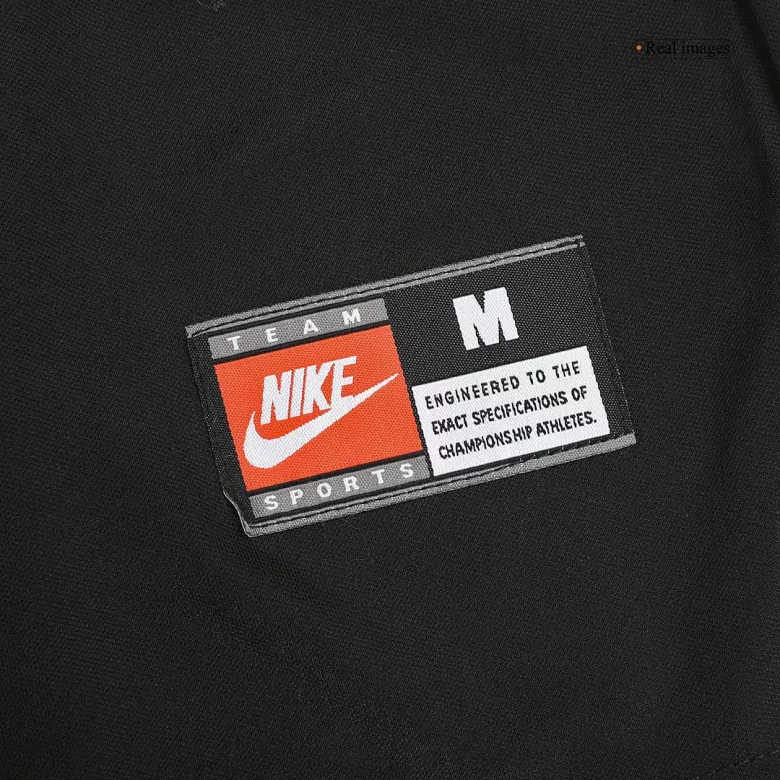 Real images
TEAM
M
NIKE
ENGINEERED TO THE
EXACT SPECIFICATIONS OF
CHAMPIONSHIP ATHLETES.
SPORTS